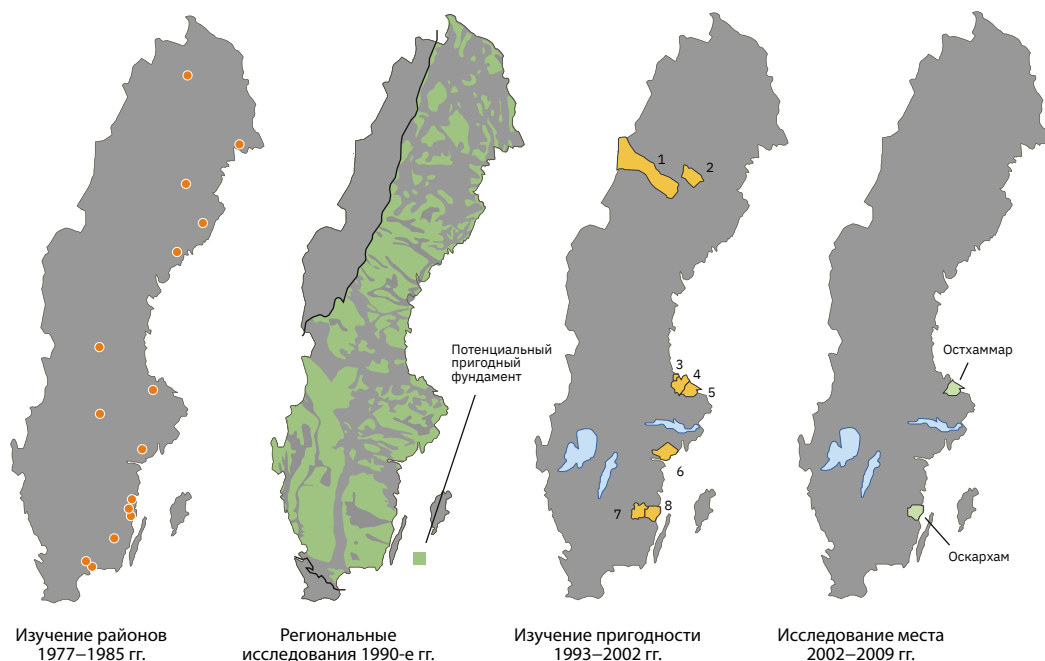 Потенциальный
пригодный
фундамент
1
2
3
4
5
6
7
8
Остхаммар
Оскархам
Изучение районов
1977–1985 гг.
Региональные
исследования 1990-е гг.
Изучение пригодности
1993–2002 гг.
Исследование места
2002–2009 гг.